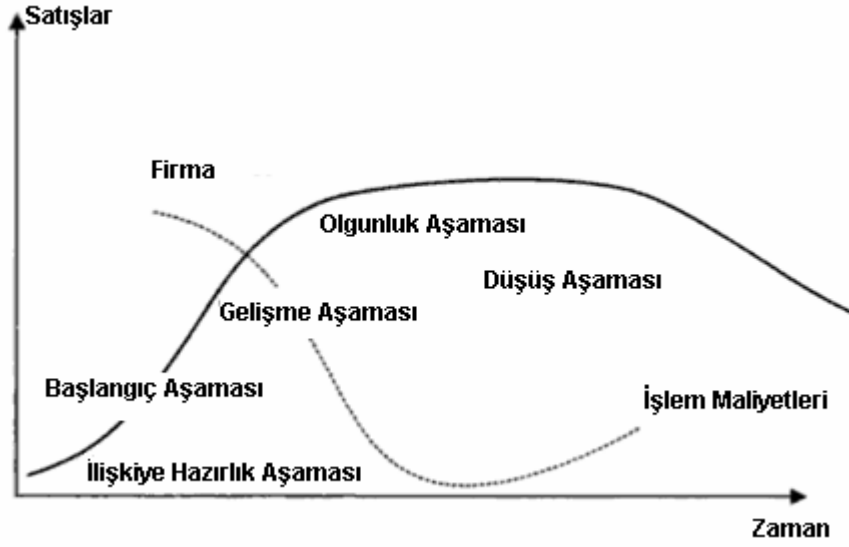 Satışlar
Firma
Olgunluk Aşaması
Düşüş Aşaması
Gelişme Aşaması
Başlangıç Aşaması
İşlem Maliyetleri
İlişkiye Hazırlık Aşaması
Zaman